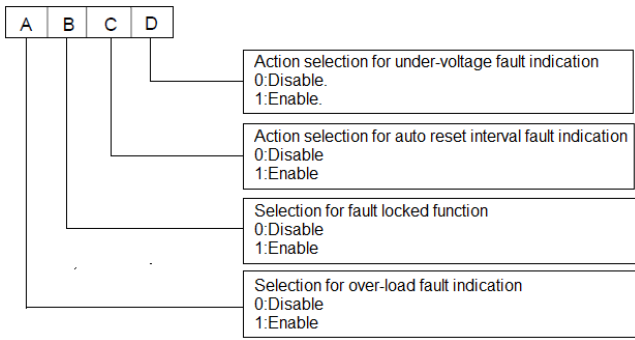 A B C D
Action selection for under-voltage fault indication
0:Disable.
1:Enable.
Action selection for auto reset interval fault indication
0:Disable
1:Enable
Selection for fault locked function
0:Disable
1:Enable
Selection for over-load fault indication
0:Disable
1:Enable